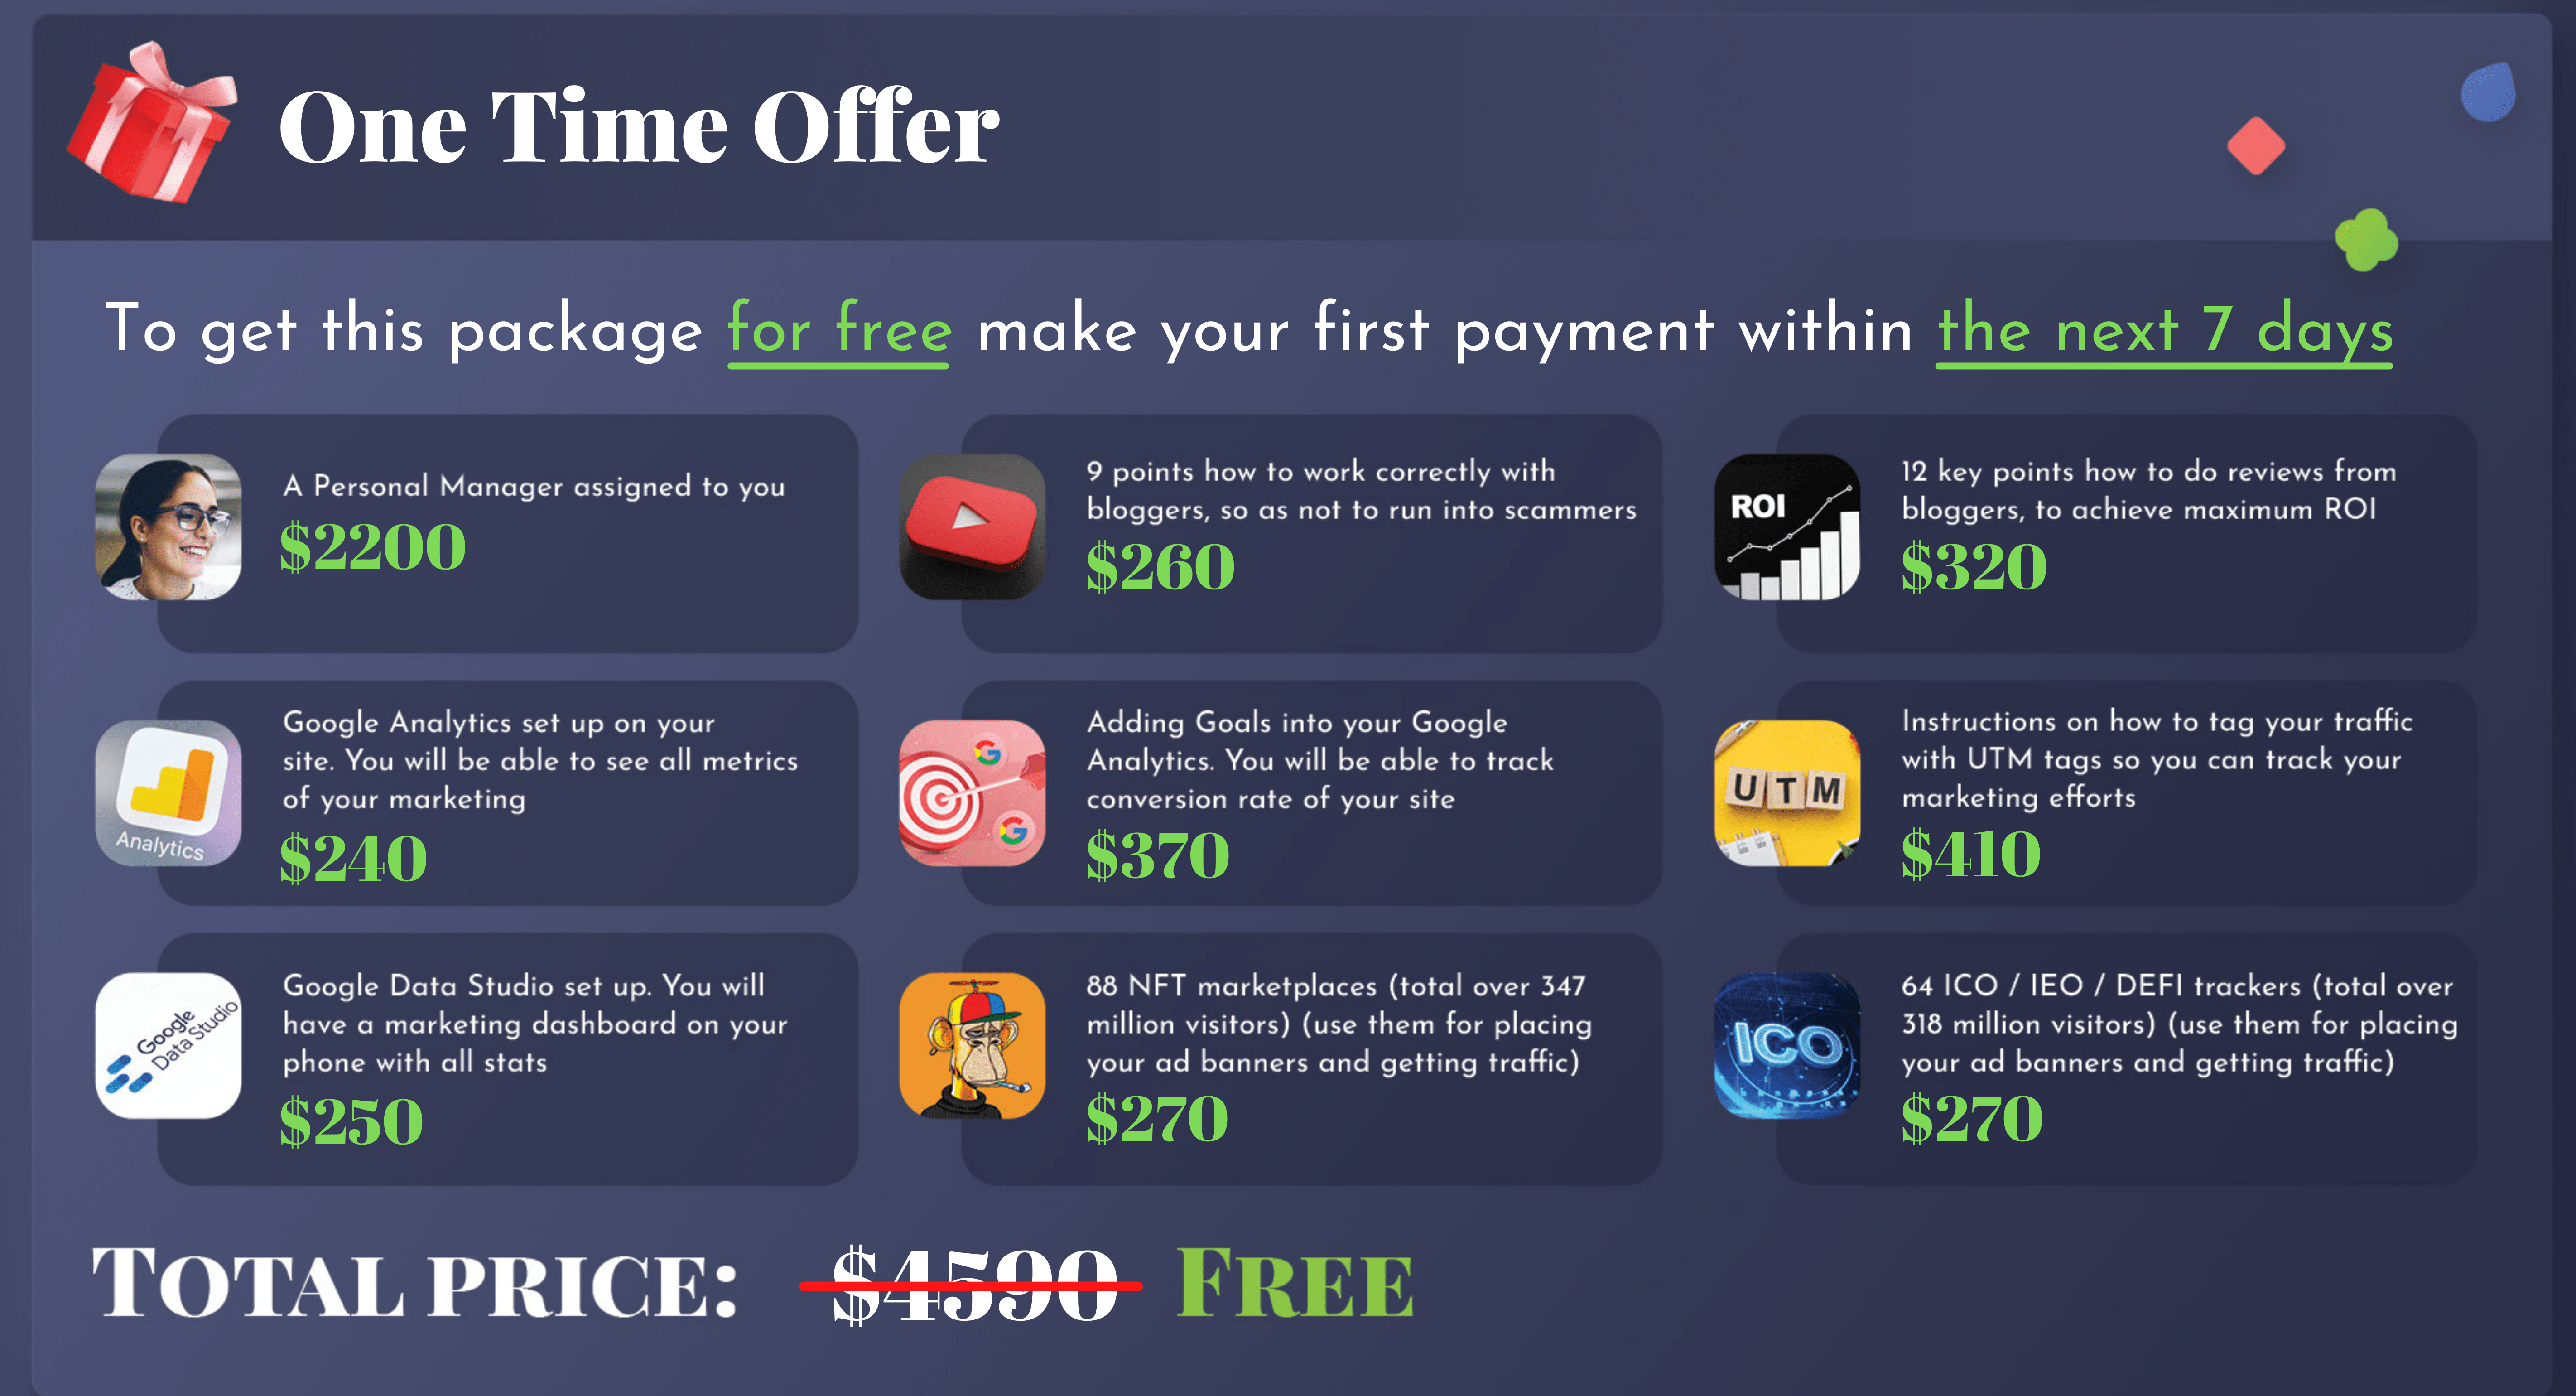 One Time Offer
To get this package for free make your first payment within the next 7 days
A Personal Manager assigned to you
$2200
9 points how to work correctly with
bloggers, so as not to run into scammers
$260
ROI
12 key points how to do reviews from
bloggers, to achieve maximum ROI
$320
Analytics
Google Analytics set up on your
site. You will be able to see all metrics
of your marketing
$240
Adding Goals into your Google
Analytics. You will be able to track
conversion rate of your site
$370
UTM
Instructions on how to tag your traffic
with UTM tags so you can track your
marketing efforts
$410
Google
Data Studio
Google Data Studio set up. You will
have a marketing dashboard on your
phone with all stats
$250
88 NFT marketplaces (total over 347
million visitors) (use them for placing
your ad banners and getting traffic)
$270
ICO
64 ICO / IEO / DEFI trackers (total over
318 million visitors) (use them for placing
your ad banners and getting traffic)
$270
TOTAL PRICE: $4590 FREE